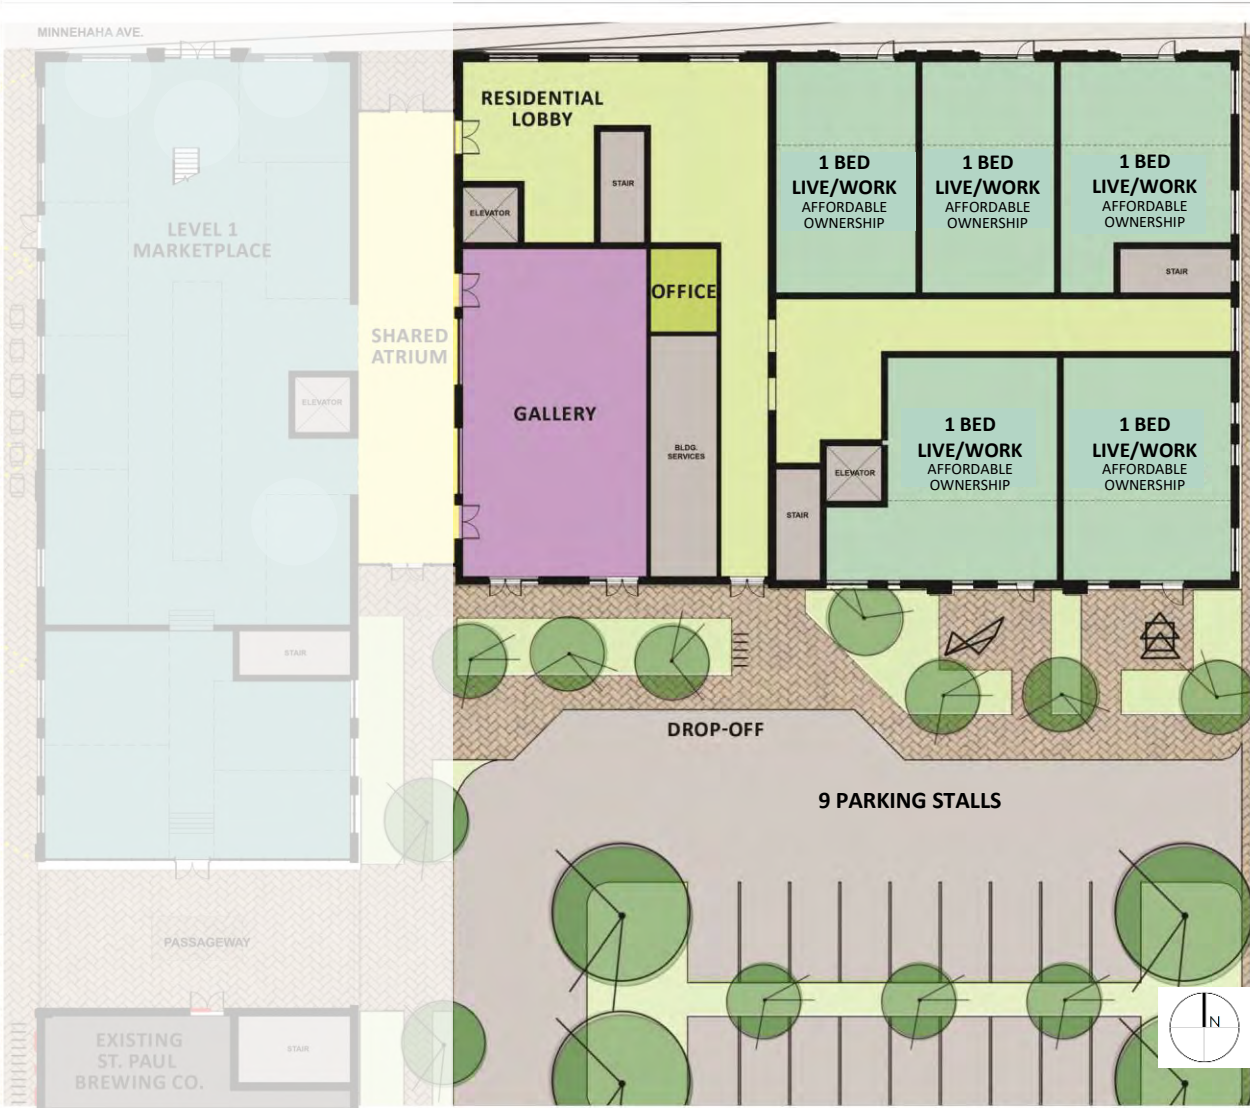 MINNEHAHA AVE.
RESIDENTIAL
LOBBY
STAIR
ELEVATOR
1 BED
LIVE/WORK
AFFORDABLE
OWNERSHIP
1 BED
LIVE/WORK
AFFORDABLE
OWNERSHIP
1 BED
LIVE/WORK
AFFORDABLE
OWNERSHIP
STAIR
LEVEL 1
MARKETPLACE
SHARED
ATRIUM
ELEVATOR
OFFICE
GALLERY
BLDG.
SERVICES
1 BED
LIVE/WORK
AFFORDABLE
OWNERSHIP
1 BED
LIVE/WORK
AFFORDABLE
OWNERSHIP
ELEVATOR
STAIR
STAIR
DROP-OFF
9 PARKING STALLS
PASSAGEWAY
EXISTING
ST. PAUL
BREWING CO.
STAIR
N